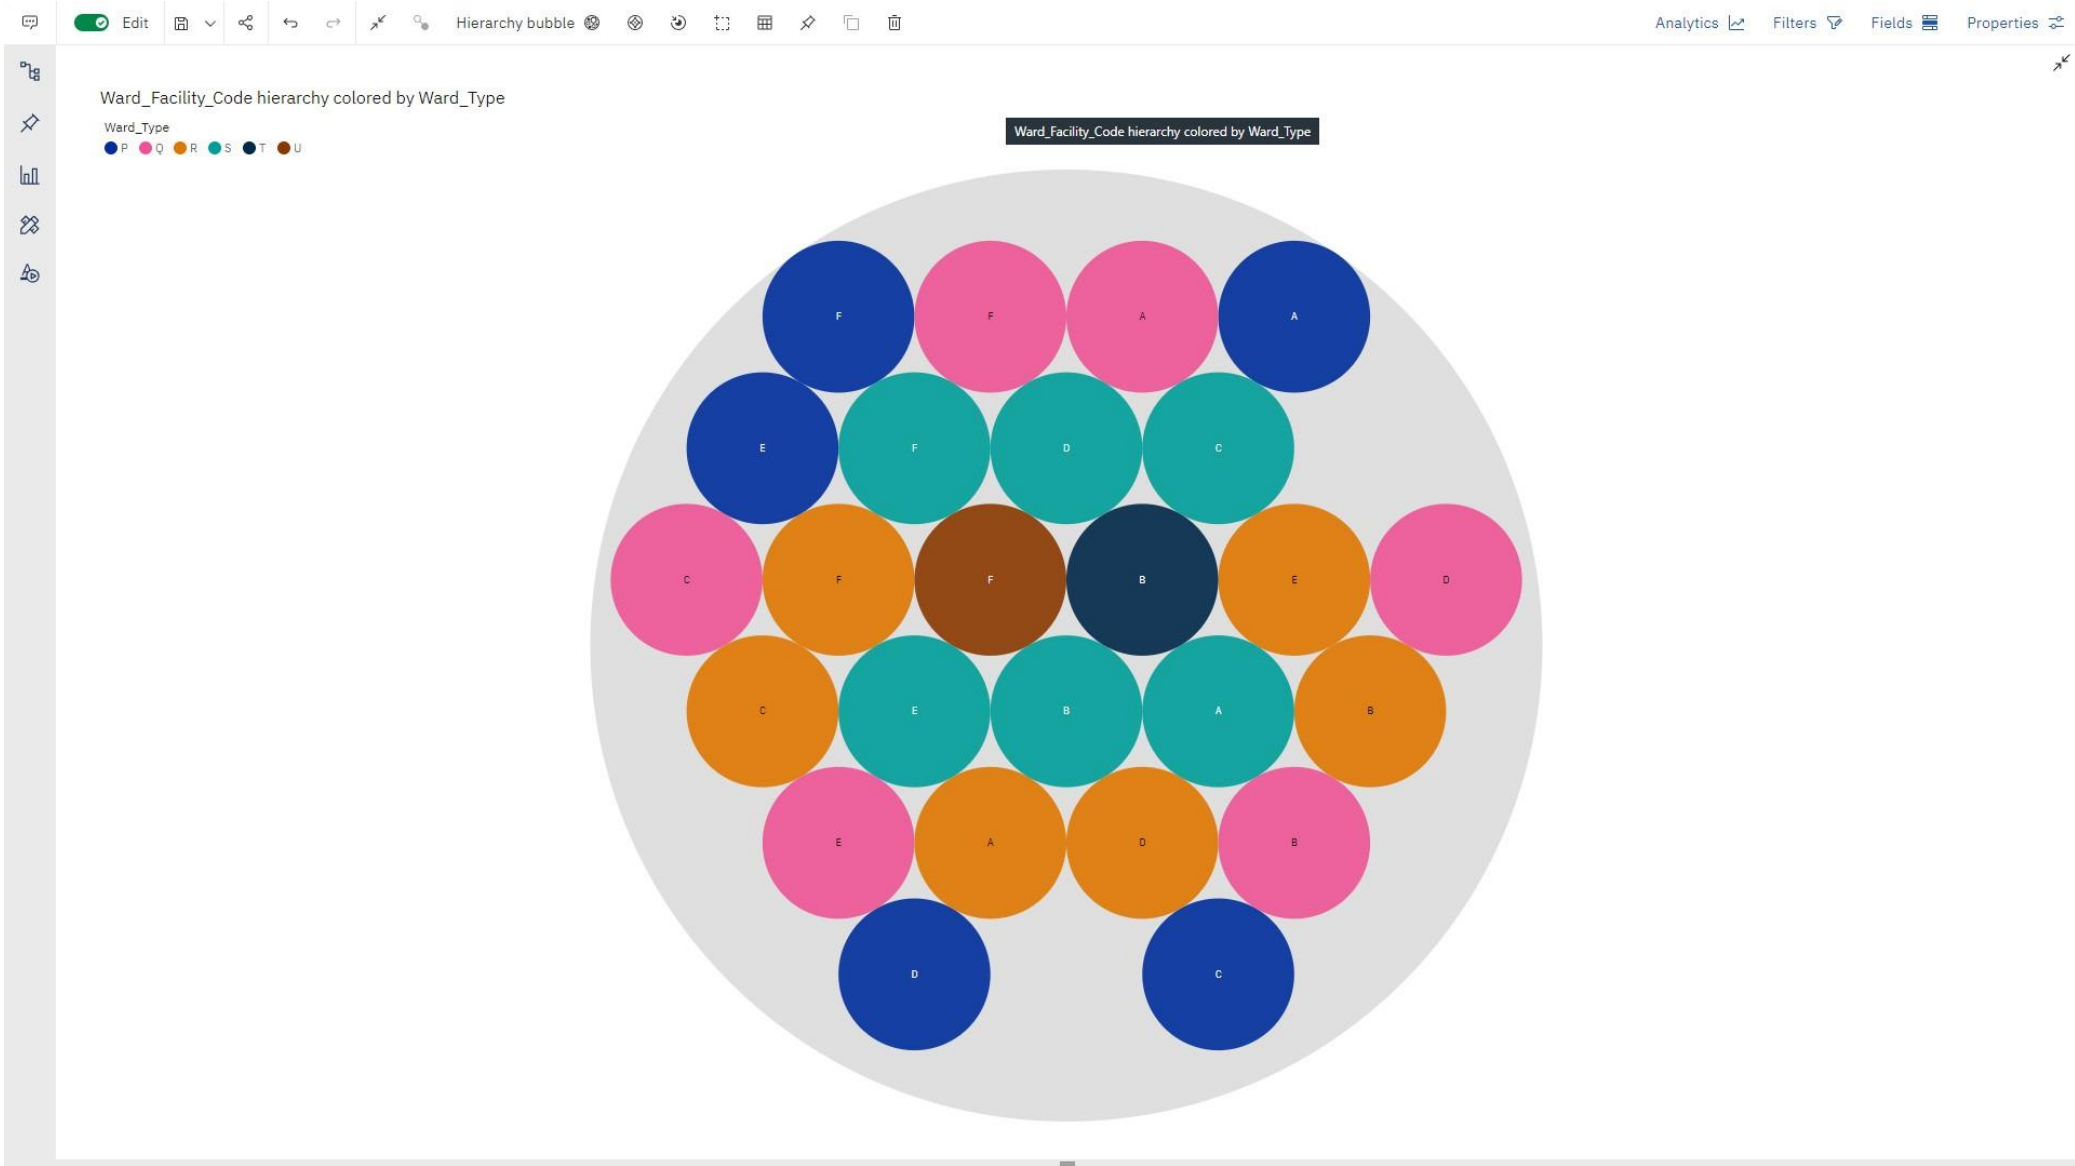 Edit Hierarchy bubble Analytics Filters Fields Properties
Ward_Facility_Code hierarchy colored by Ward_Type
Ward_Type
P Q R S T U
Ward_Facility_Code hierarchy colored by Ward_Type
F F A A
E F D C
C F F B E D
C E B A B
E A D B
D C